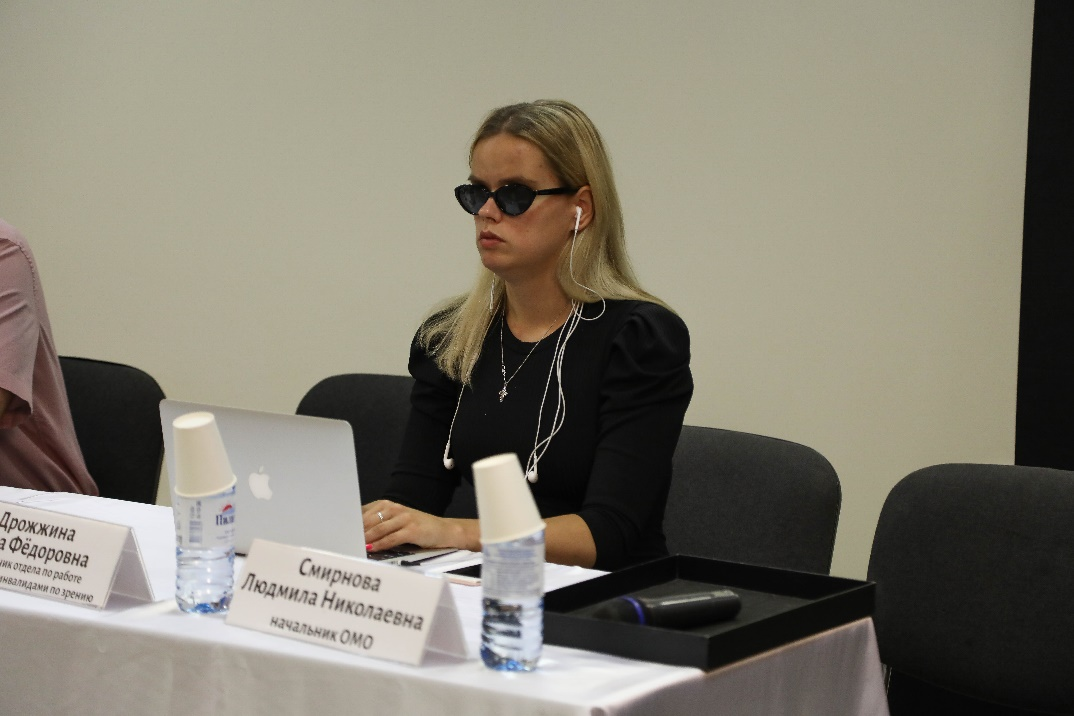 Дрожжина
а Фёдоровна
ник отдела по работе
инвалидами по зрению
Смирнова
Людмила Николаевна
начальник ОМО